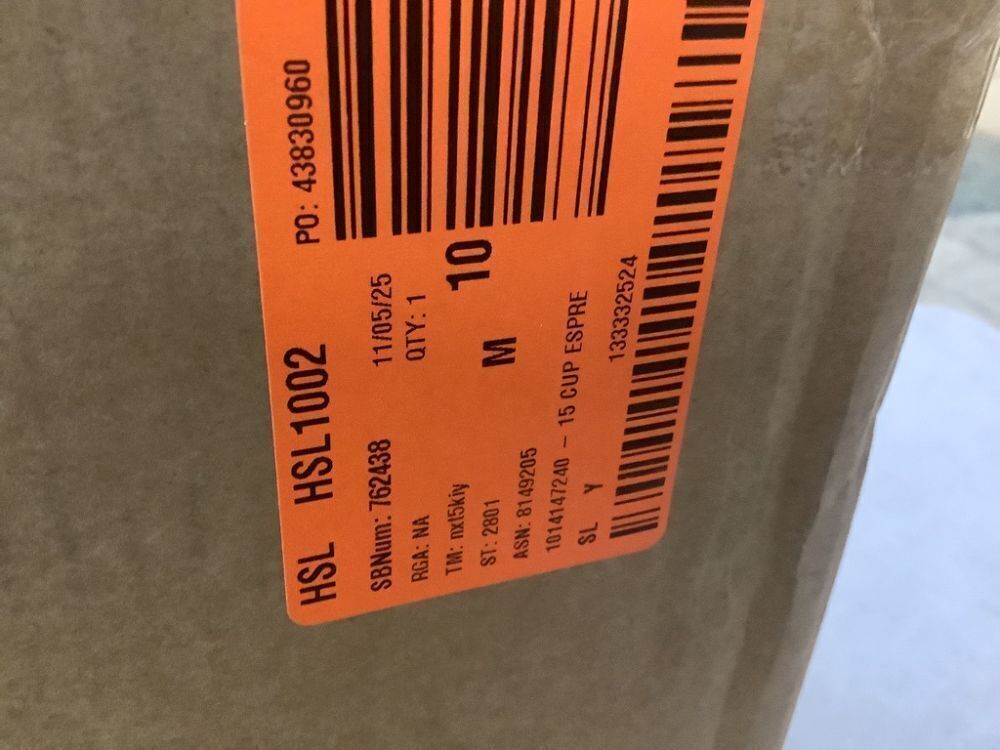 HSL HSL1002 PO: 43830960
SBNum: 762438 11/05/25
RGA: NA QTY: 1
TM: nxt5kiy
ST: 2801 M 10
ASN: 8149205
1014147240 - 15 CUP ESPRE
SL Y 133332524